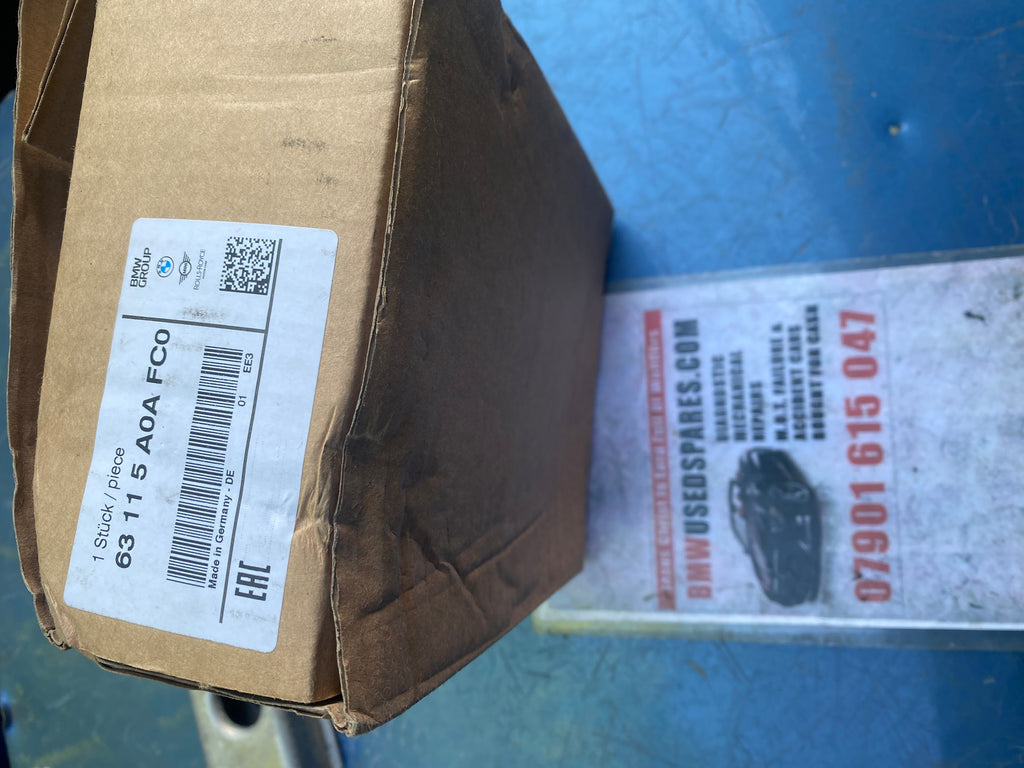 BMW
GROUP
ROLLS-ROYCE
1 Stück / piece
63 11 5 A0A FC0
Made in Germany - DE
01
EE3
EAC
BMWUSEDSPARES.COM
DIAGNOSTIC
MECHANICAL
REPAIRS
M.O.T. FAILURE &
ACCIDENT CARS
BOUGHT FOR CASH
07901 615 047